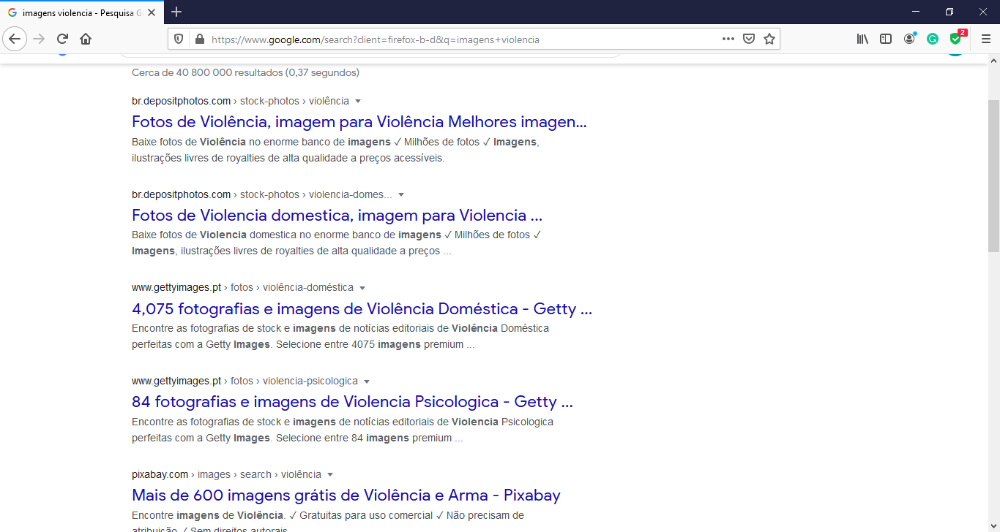 imagens violencia - Pesquisa G
https://www.google.com/search?client=firefox-b-d&q=imagens+violencia
2
Cerca de 40 800 000 resultados (0,37 segundos)
br.depositphotos.com › stock-photos › violência
Fotos de Violência, imagem para Violência Melhores imagen...
Baixe fotos de Violência no enorme banco de imagens ✓ Milhões de fotos ✓ Imagens,
ilustrações livres de royalties de alta qualidade a preços acessíveis.
br.depositphotos.com › stock-photos › violencia-domes...
Fotos de Violencia domestica, imagem para Violencia ...
Baixe fotos de Violencia domestica no enorme banco de imagens ✓ Milhões de fotos ✓
Imagens, ilustrações livres de royalties de alta qualidade a preços ...
www.gettyimages.pt › fotos › violência-doméstica
4,075 fotografias e imagens de Violência Doméstica - Getty ...
Encontre as fotografias de stock e imagens de notícias editoriais de Violência Doméstica
perfeitas com a Getty Images. Selecione entre 4075 imagens premium ...
www.gettyimages.pt › fotos › violencia-psicologica
84 fotografias e imagens de Violencia Psicologica - Getty ...
Encontre as fotografias de stock e imagens de notícias editoriais de Violencia Psicologica
perfeitas com a Getty Images. Selecione entre 84 imagens premium ...
pixabay.com › images › search › violência
Mais de 600 imagens grátis de Violência e Arma - Pixabay
Encontre imagens de Violência. ✓ Gratuitas para uso comercial ✓ Não precisam de
atribuição ✓ Sem direitos autorais